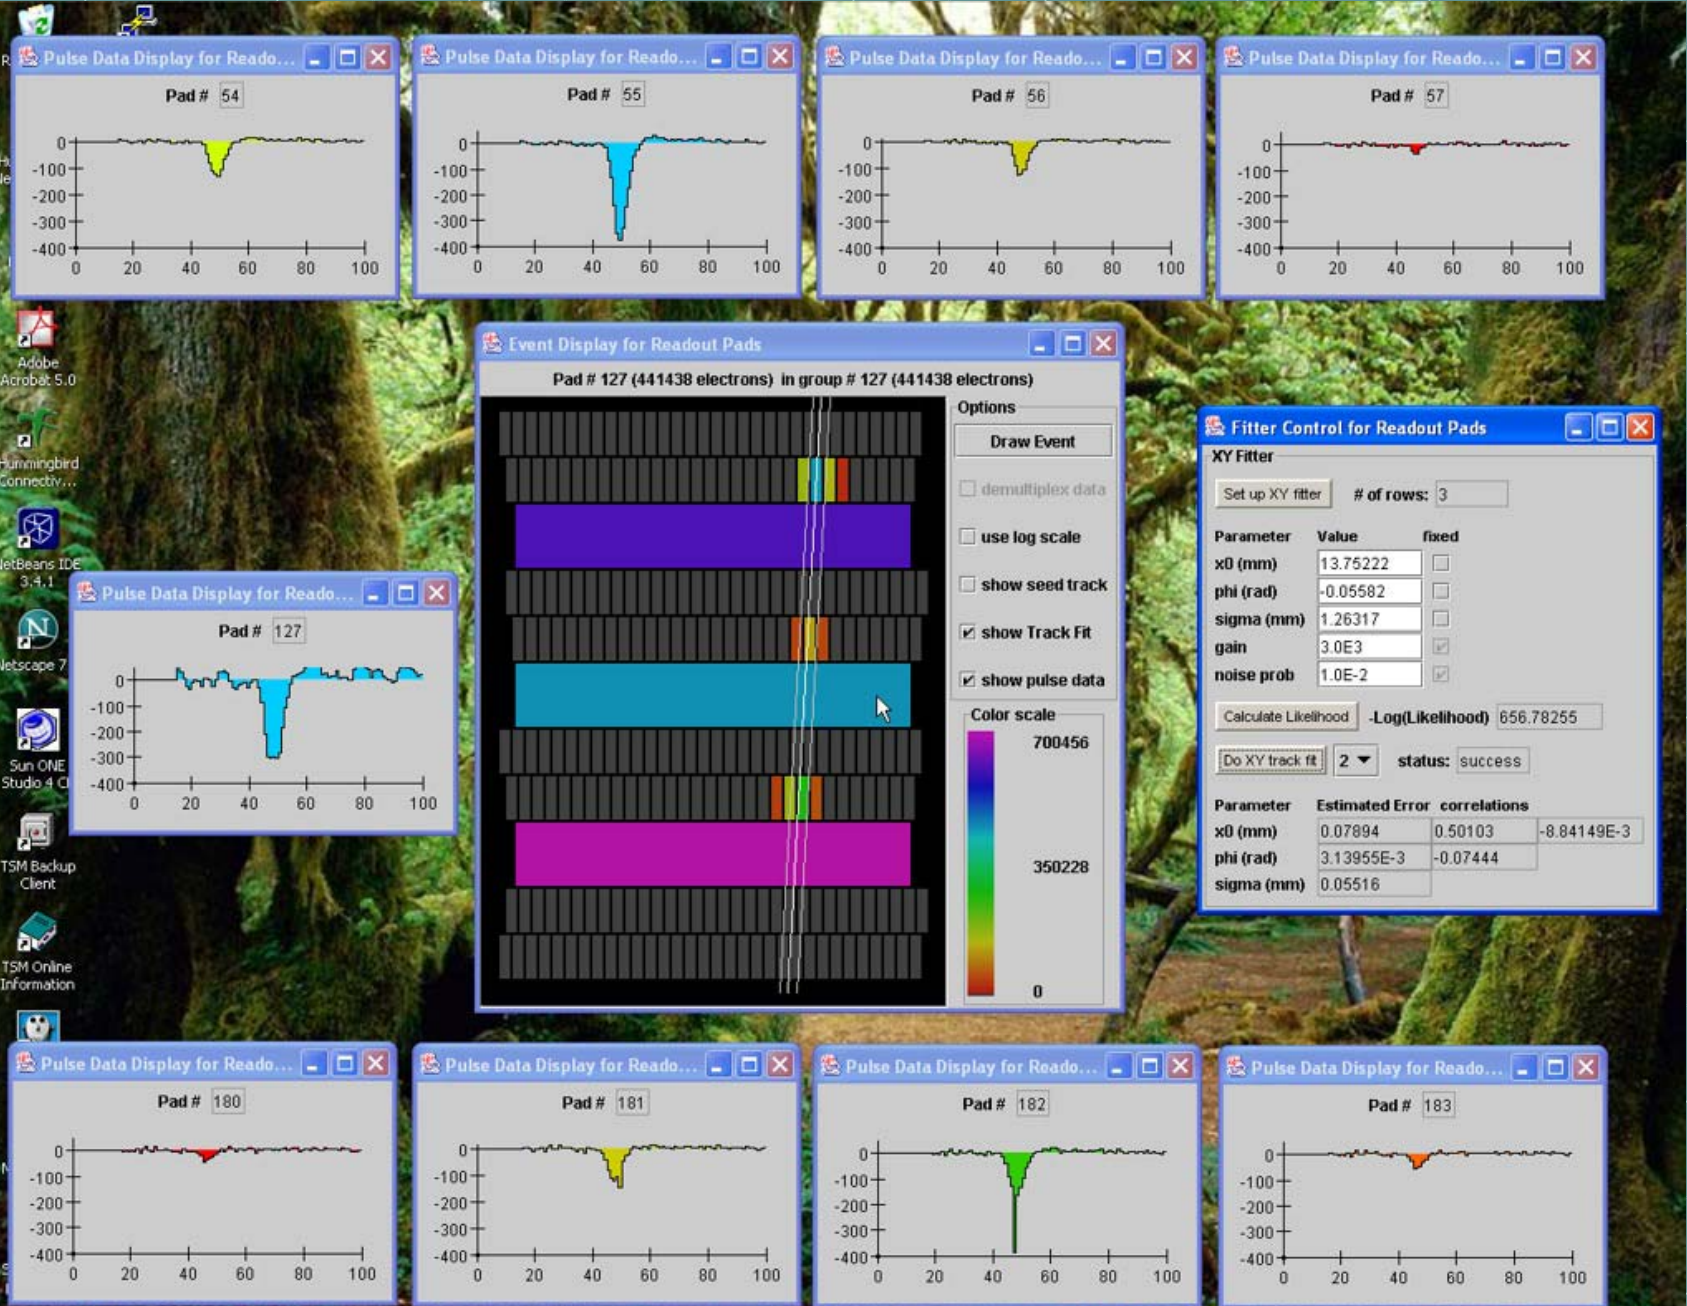 Pulse Data Display for Reado...
Pad # 54
0
-100
-200
-300
-400
0 20 40 60 80 100
Pulse Data Display for Reado...
Pad # 55
0
-100
-200
-300
-400
0 20 40 60 80 100
Pulse Data Display for Reado...
Pad # 56
0
-100
-200
-300
-400
0 20 40 60 80 100
Pulse Data Display for Reado...
Pad # 57
0
-100
-200
-300
-400
0 20 40 60 80 100
Adobe
Acrobat 5.0
Hummingbird
Connectiv...
NetBeans IDE
3.4.1
Netscape 7
Sun ONE
Studio 4 C
TSM Backup
Client
TSM Online
Information
Pulse Data Display for Reado...
Pad # 127
0
-100
-200
-300
-400
0 20 40 60 80 100
Event Display for Readout Pads
Pad # 127 (441438 electrons) in group # 127 (441438 electrons)
Options
Draw Event
demultiplex data
use log scale
show seed track
show Track Fit
show pulse data
Color scale
700456
350228
0
Fitter Control for Readout Pads
XY Fitter
Set up XY fitter # of rows: 3
Parameter Value fixed
x0 (mm) 13.75222
phi (rad) -0.05582
sigma (mm) 1.26317
gain 3.0E3
noise prob 1.0E-2
Calculate Likelihood -Log(Likelihood) 656.78255
Do XY track fit 2 status: success
Parameter Estimated Error correlations
x0 (mm) 0.07894 0.50103 -8.84149E-3
phi (rad) 3.13955E-3 -0.07444
sigma (mm) 0.05516
Pulse Data Display for Reado...
Pad # 180
0
-100
-200
-300
-400
0 20 40 60 80 100
Pulse Data Display for Reado...
Pad # 181
0
-100
-200
-300
-400
0 20 40 60 80 100
Pulse Data Display for Reado...
Pad # 182
0
-100
-200
-300
-400
0 20 40 60 80 100
Pulse Data Display for Reado...
Pad # 183
0
-100
-200
-300
-400
0 20 40 60 80 100